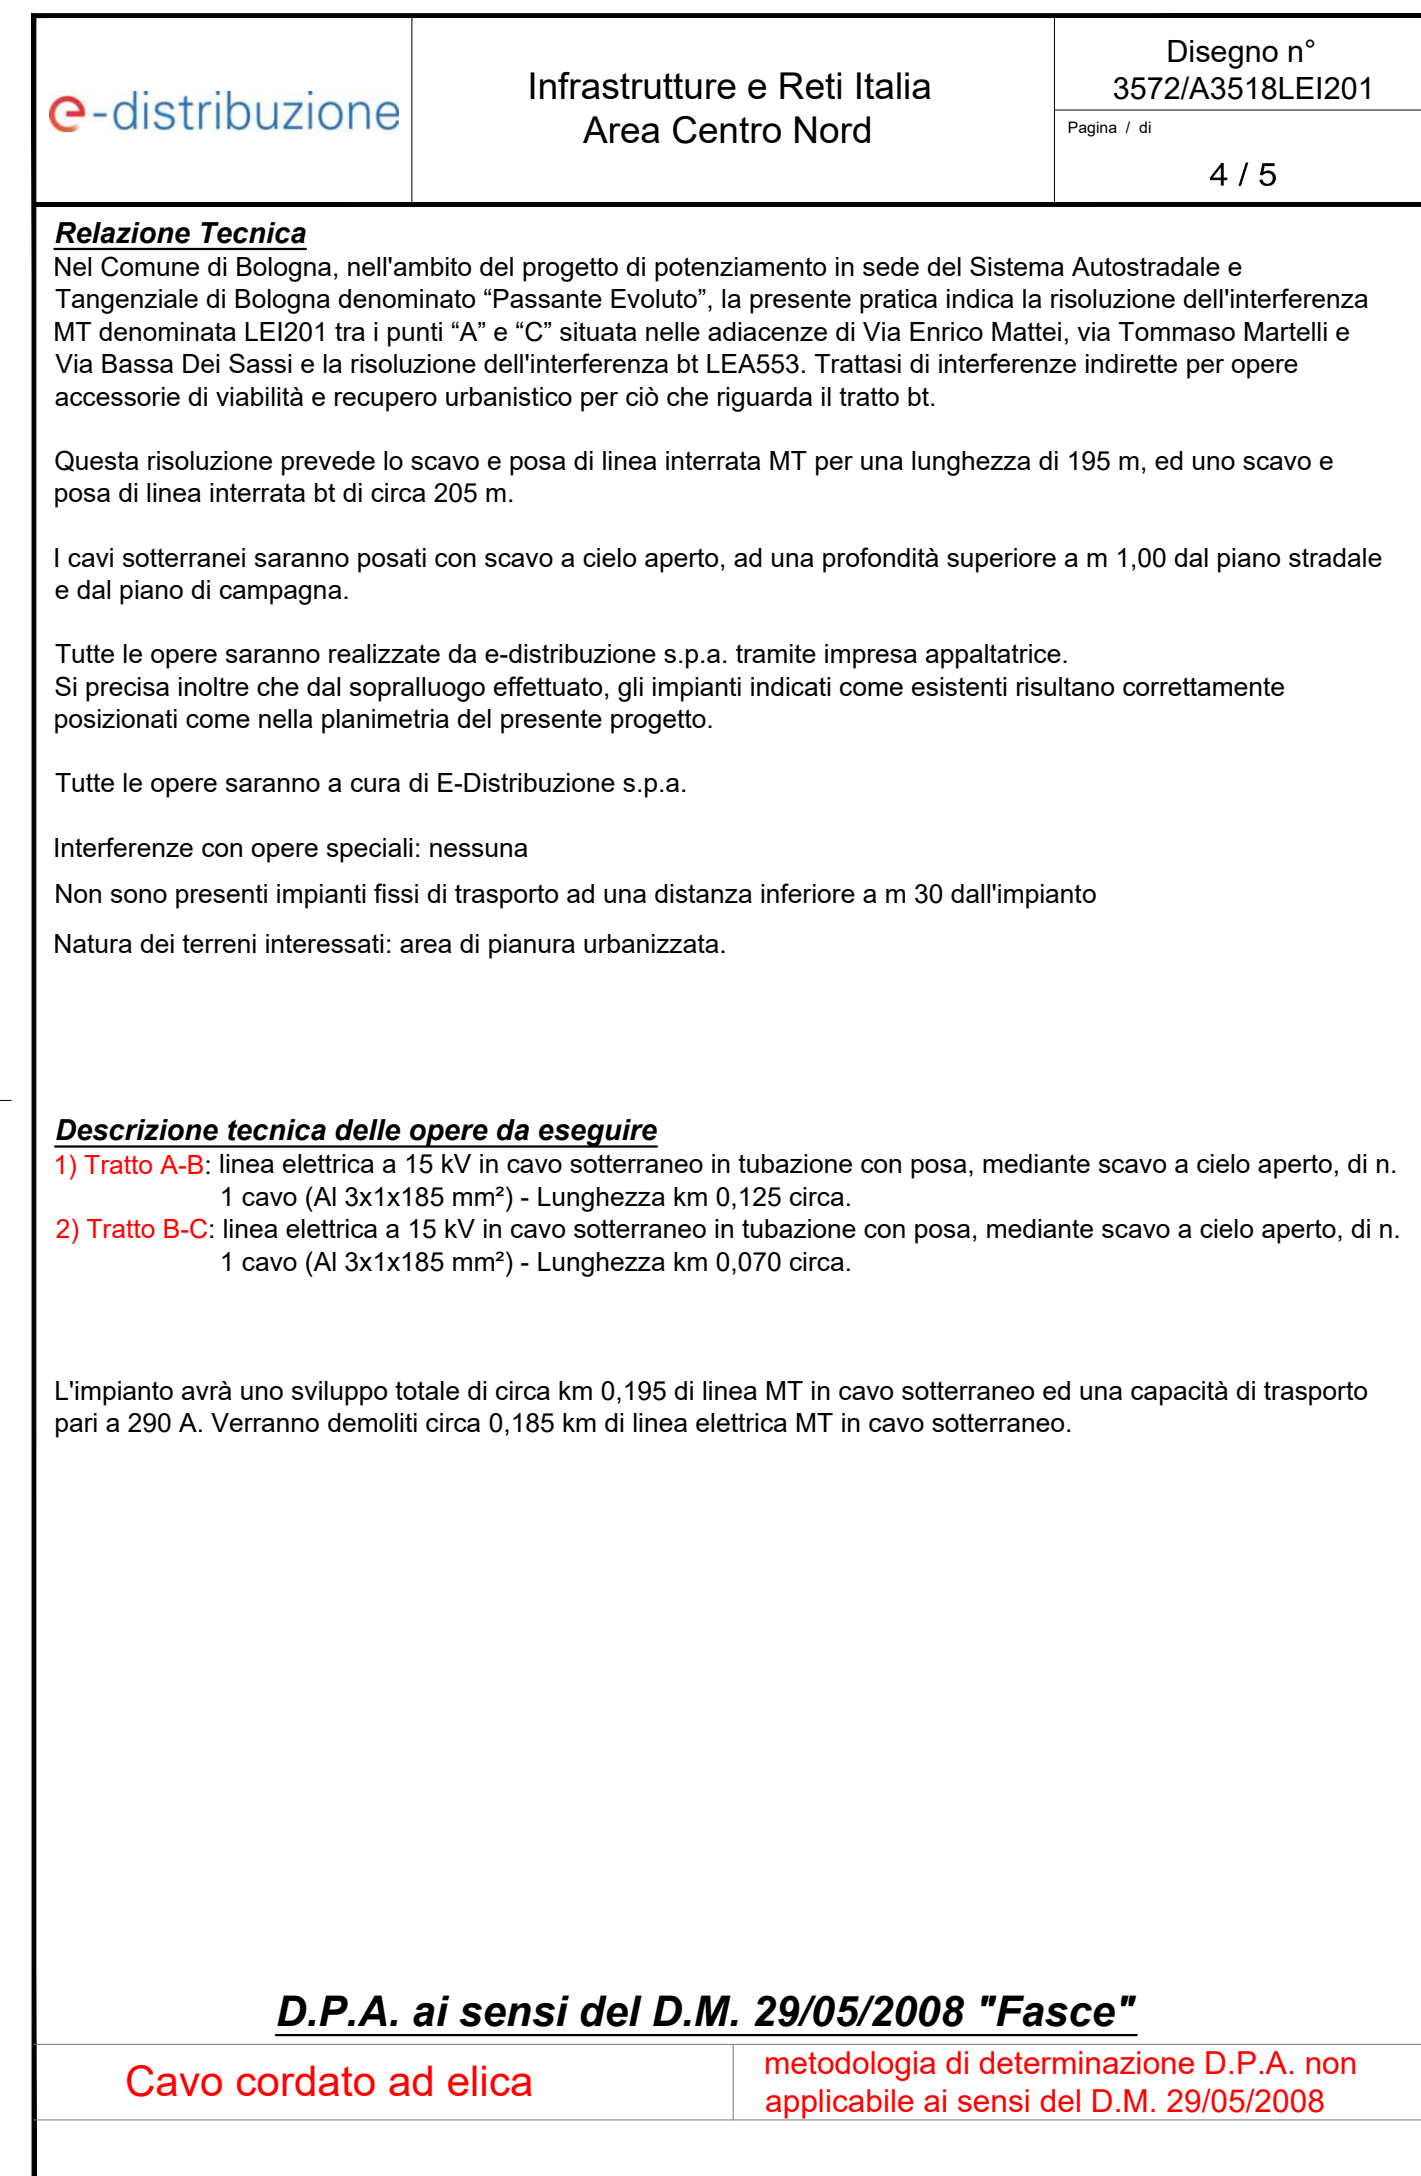 e-distribuzione
Infrastrutture e Reti Italia
Area Centro Nord
Disegno n°
3572/A3518LEI201
Pagina / di
4 / 5
Relazione Tecnica
Nel Comune di Bologna, nell'ambito del progetto di potenziamento in sede del Sistema Autostradale e
Tangenziale di Bologna denominato “Passante Evoluto”, la presente pratica indica la risoluzione dell'interferenza
MT denominata LEI201 tra i punti “A” e “C” situata nelle adiacenze di Via Enrico Mattei, via Tommaso Martelli e
Via Bassa Dei Sassi e la risoluzione dell'interferenza bt LEA553. Trattasi di interferenze indirette per opere
accessorie di viabilità e recupero urbanistico per ciò che riguarda il tratto bt.
Questa risoluzione prevede lo scavo e posa di linea interrata MT per una lunghezza di 195 m, ed uno scavo e
posa di linea interrata bt di circa 205 m.
I cavi sotterranei saranno posati con scavo a cielo aperto, ad una profondità superiore a m 1,00 dal piano stradale
e dal piano di campagna.
Tutte le opere saranno realizzate da e-distribuzione s.p.a. tramite impresa appaltatrice.
Si precisa inoltre che dal sopralluogo effettuato, gli impianti indicati come esistenti risultano correttamente
posizionati come nella planimetria del presente progetto.
Tutte le opere saranno a cura di E-Distribuzione s.p.a.
Interferenze con opere speciali: nessuna
Non sono presenti impianti fissi di trasporto ad una distanza inferiore a m 30 dall'impianto
Natura dei terreni interessati: area di pianura urbanizzata.
Descrizione tecnica delle opere da eseguire
1) Tratto A-B: linea elettrica a 15 kV in cavo sotterraneo in tubazione con posa, mediante scavo a cielo aperto, di n.
1 cavo (Al 3x1x185 mm²) - Lunghezza km 0,125 circa.
2) Tratto B-C: linea elettrica a 15 kV in cavo sotterraneo in tubazione con posa, mediante scavo a cielo aperto, di n.
1 cavo (Al 3x1x185 mm²) - Lunghezza km 0,070 circa.
L'impianto avrà uno sviluppo totale di circa km 0,195 di linea MT in cavo sotterraneo ed una capacità di trasporto
pari a 290 A. Verranno demoliti circa 0,185 km di linea elettrica MT in cavo sotterraneo.
D.P.A. ai sensi del D.M. 29/05/2008 "Fasce"
Cavo cordato ad elica
metodologia di determinazione D.P.A. non
applicabile ai sensi del D.M. 29/05/2008